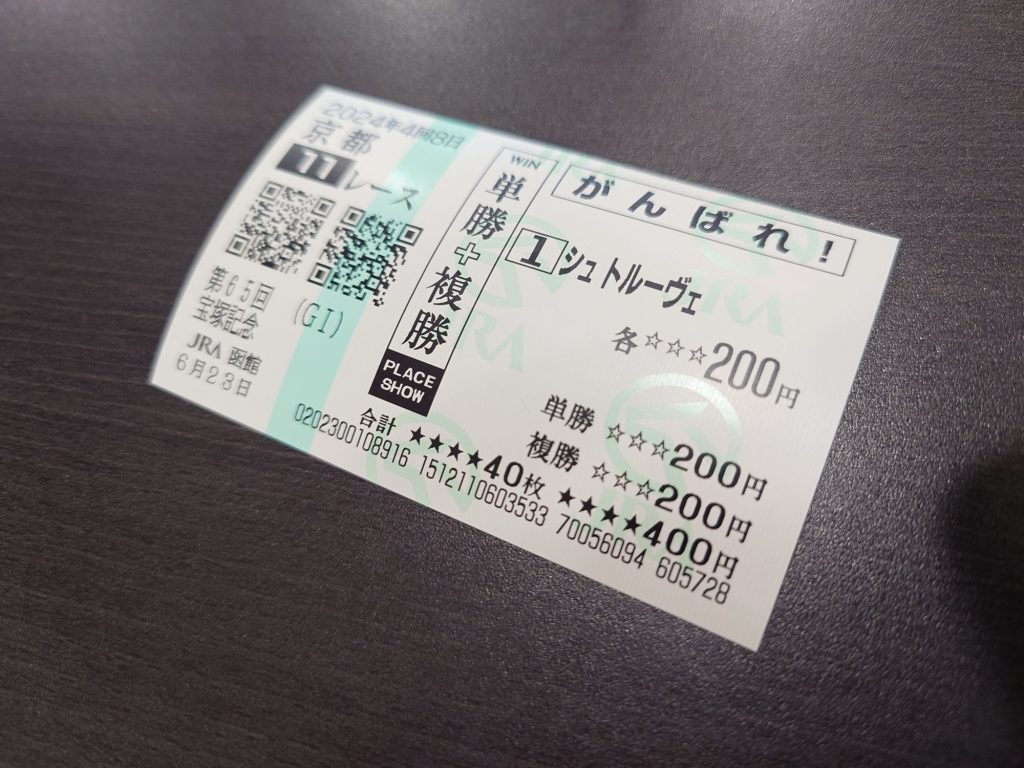 2024年4回8日
京都
11レース
第65回
宝塚記念 (GI)
JRA 函館
6月23日
WIN
単勝+複勝
PLACE
SHOW
がんばれ!
1 シュトルーヴェ
各☆☆☆200円
単勝 ☆☆☆200円
複勝 ☆☆☆200円
合計 ★★★★40枚 ★★★★400円
0202300108916 1512110603533 70056094 605728